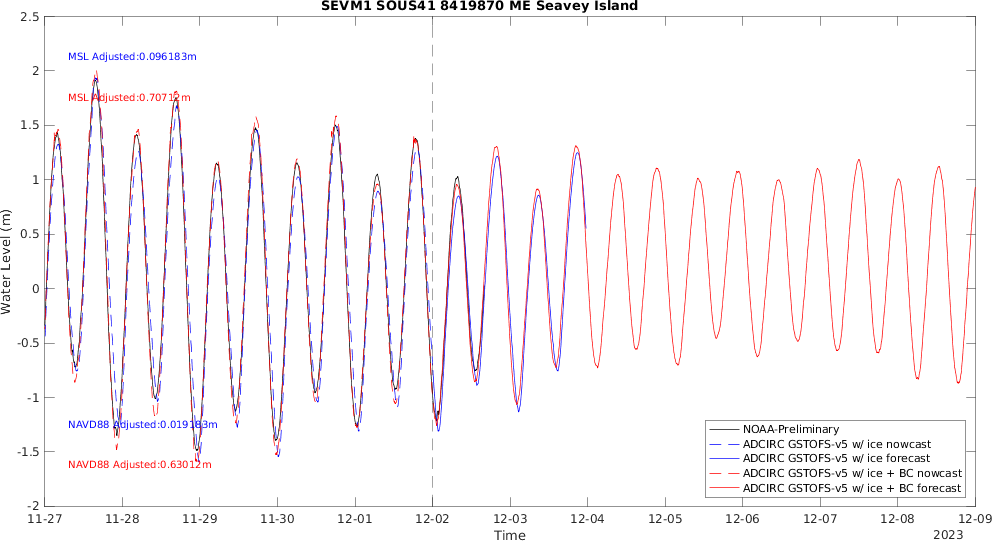 SEVM1 SOUS41 8419870 ME Seavey Island
2.5
2
1.5
1
0.5
0
-0.5
-1
-1.5
-2
Water Level (m)
MSL Adjusted:0.096183m
MSL Adjusted:0.70712m
NAVD88 Adjusted:0.019183m
NAVD88 Adjusted:0.63012m
NOAA-Preliminary
ADCIRC GSTOFS-v5 w/ ice nowcast
ADCIRC GSTOFS-v5 w/ ice forecast
ADCIRC GSTOFS-v5 w/ ice + BC nowcast
ADCIRC GSTOFS-v5 w/ ice + BC forecast
11-27 11-28 11-29 11-30 12-01 12-02 12-03 12-04 12-05 12-06 12-07 12-08 12-09
Time
2023